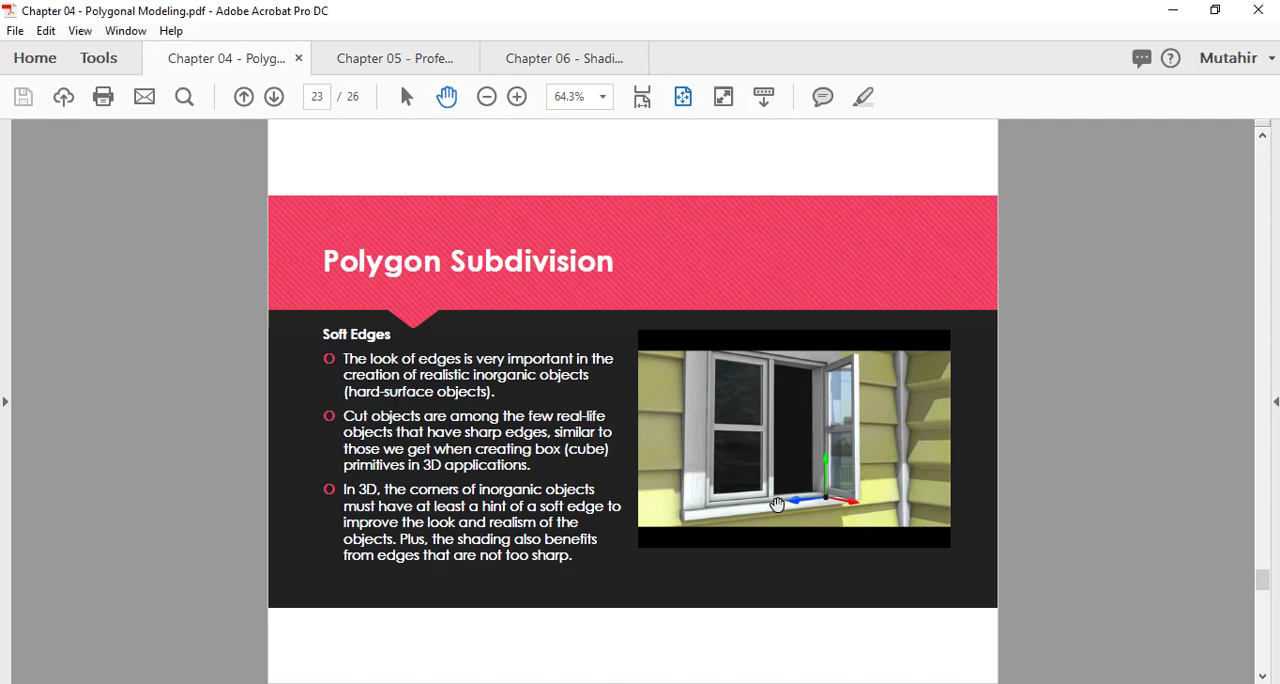 Chapter 04 - Polygonal Modeling.pdf - Adobe Acrobat Pro DC
File Edit View Window Help
Home Tools Chapter 04 - Polyg... × Chapter 05 - Profe... Chapter 06 - Shadi... ? Mutahir
23 / 26 64.3%
Polygon Subdivision
Soft Edges
The look of edges is very important in the
creation of realistic inorganic objects
(hard-surface objects).
Cut objects are among the few real-life
objects that have sharp edges, similar to
those we get when creating box (cube)
primitives in 3D applications.
In 3D, the corners of inorganic objects
must have at least a hint of a soft edge to
improve the look and realism of the
objects. Plus, the shading also benefits
from edges that are not too sharp.